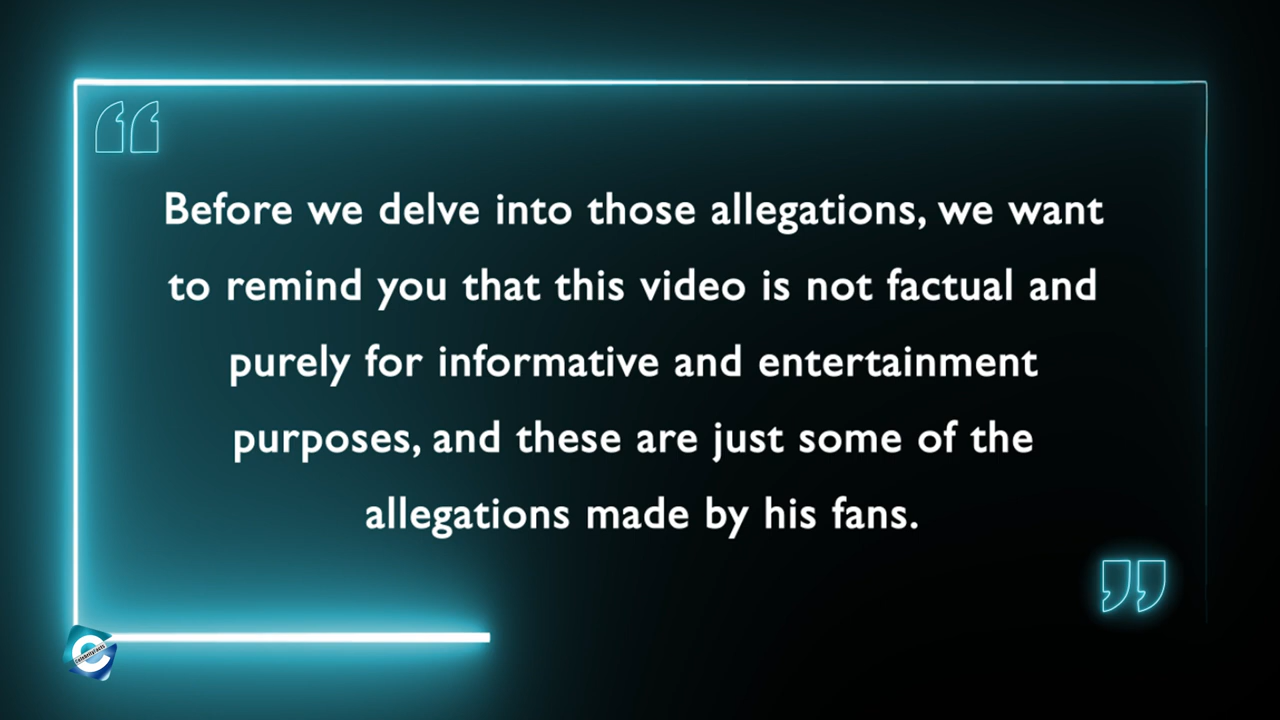 “
Before we delve into those allegations, we want
to remind you that this video is not factual and
purely for informative and entertainment
purposes, and these are just some of the
allegations made by his fans.
”
Celebrityfacts